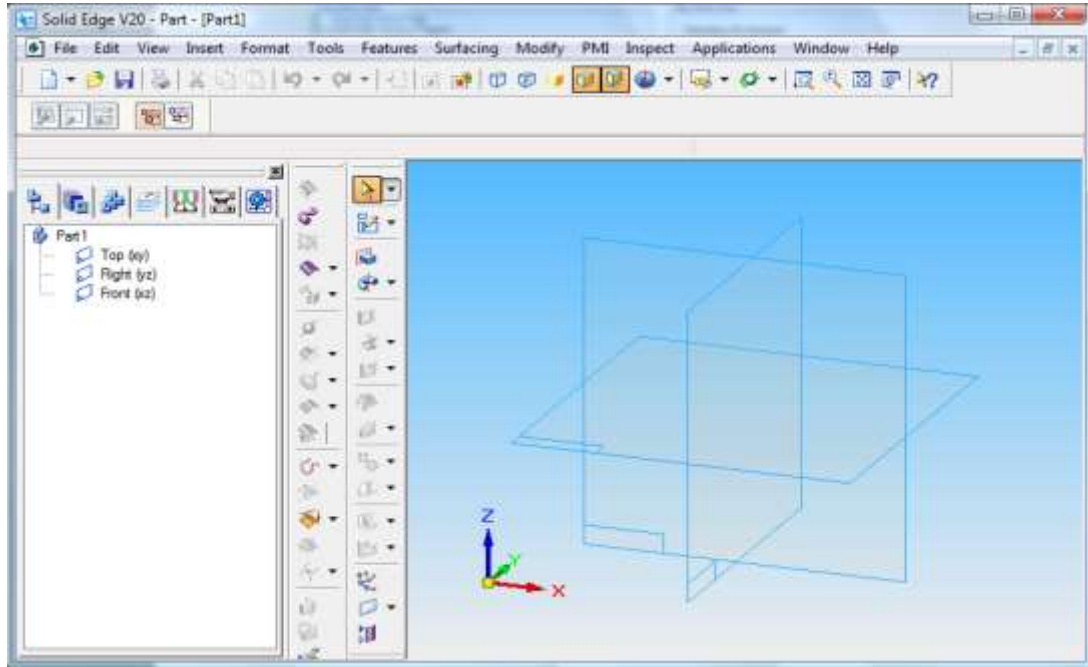 Solid Edge V20 - Part - [Part1]
File Edit View Insert Format Tools Features Surfacing Modify PMI Inspect Applications Window Help
Part1
Top (xy)
Right (yz)
Front (xz)
Z
Y
X